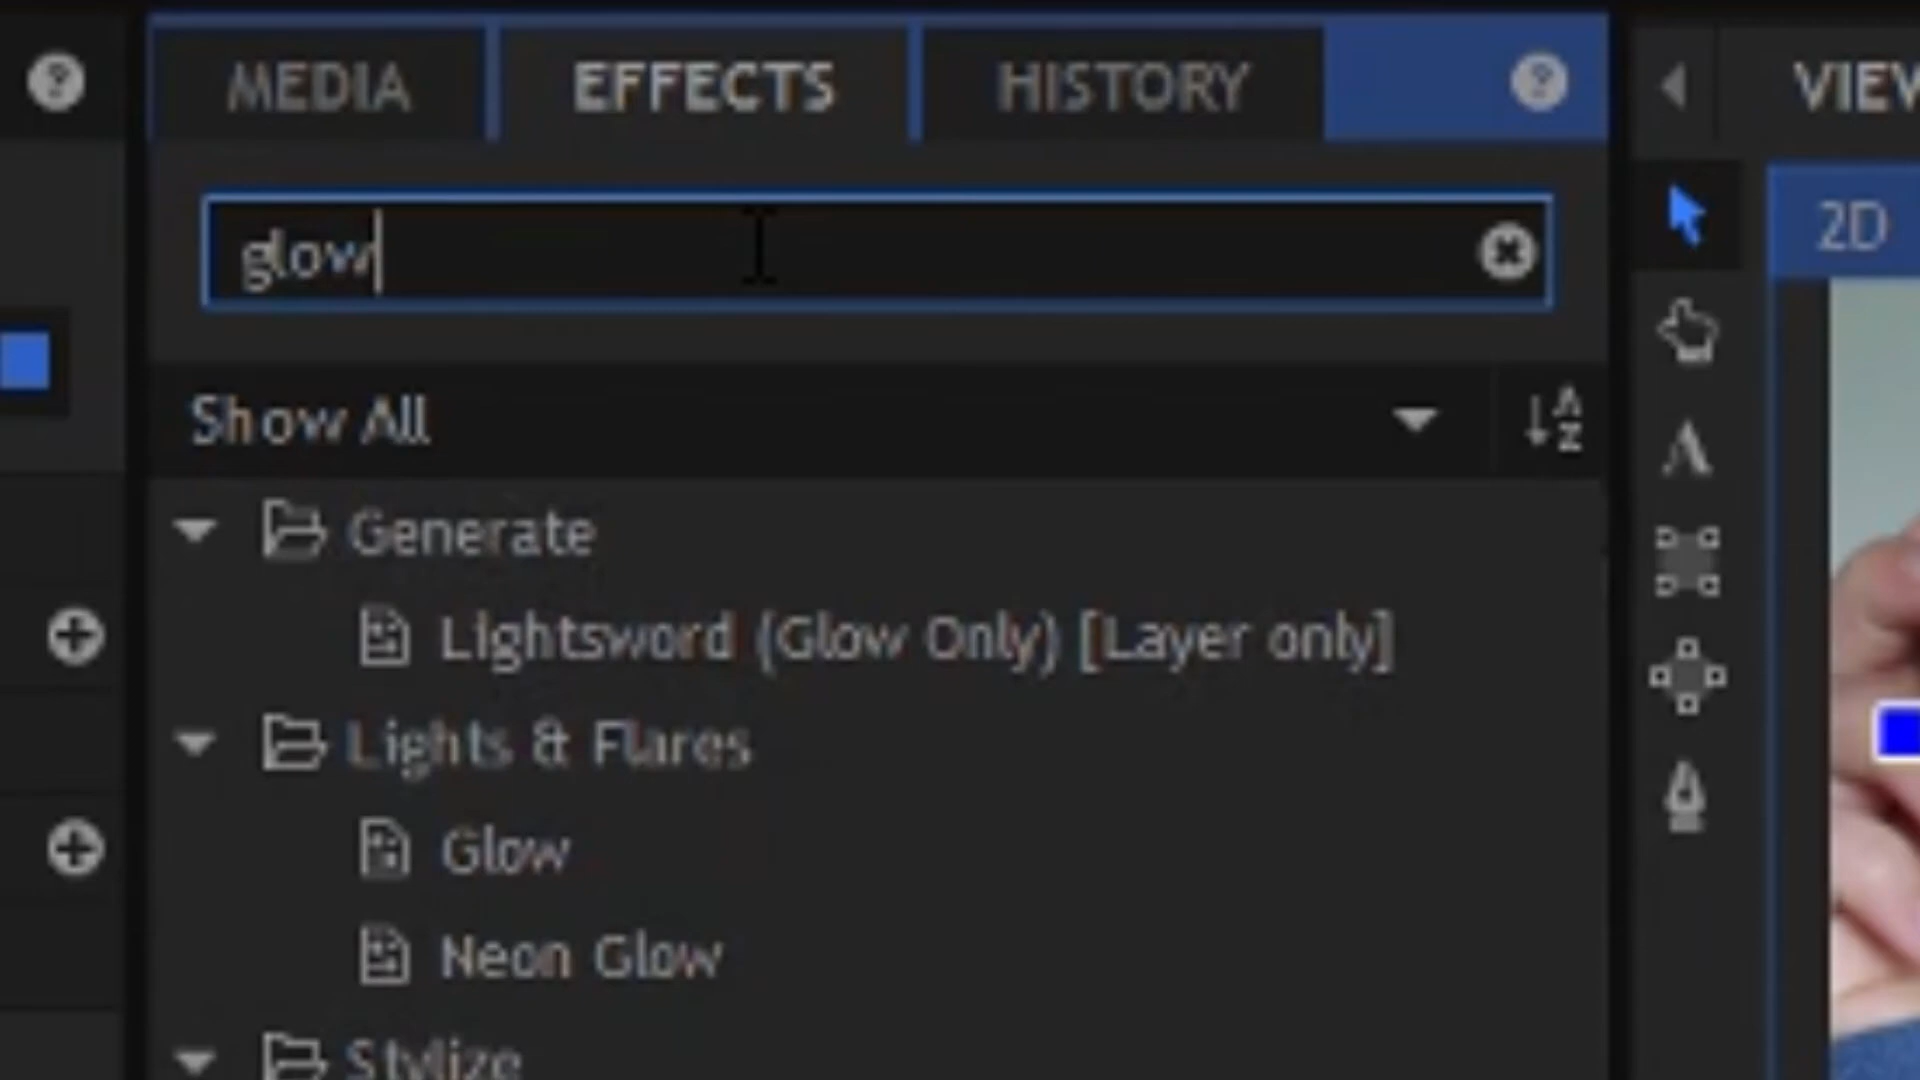 MEDIA EFFECTS HISTORY
glow
Show All
Generate
Lightsword (Glow Only) [Layer only]
Lights & Flares
Glow
Neon Glow
Stylize
2D